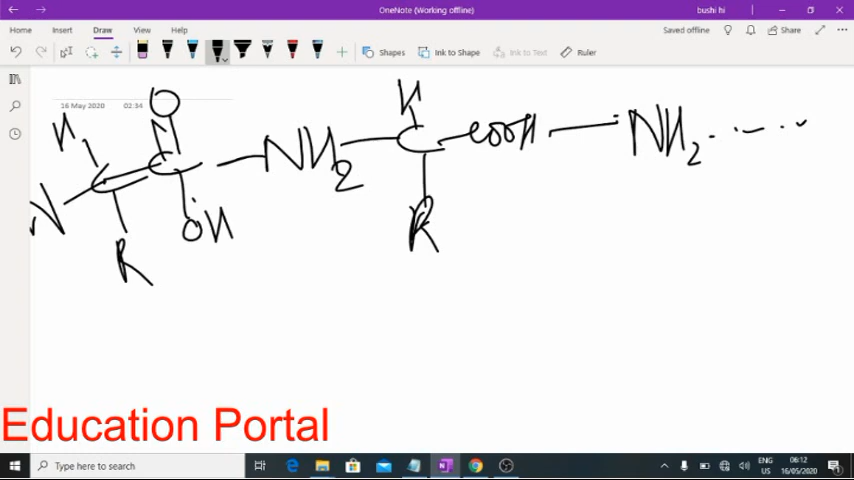 OneNote (Working offline)
bushi hi
Home Insert Draw View Help
Saved offline Share
Shapes Ink to Shape Ink to Text Ruler
16 May 2020 02:34
O
H H
C C NH2 C COOH NH2
N
OH
R R
Education Portal
Type here to search
ENG 06:12
US 16/05/2020